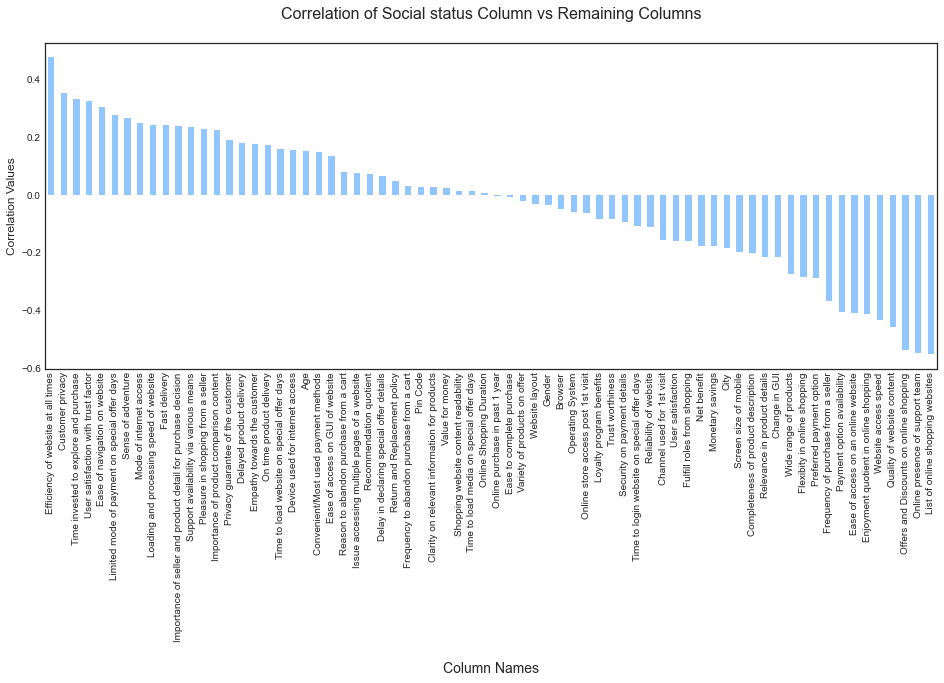 Correlation of Social status Column vs Remaining Columns
Correlation Values
0.4
0.2
0.0
−0.2
−0.4
−0.6
Efficiency of website at all times
Customer privacy
Time invested to explore and purchase
User satisfaction with trust factor
Ease of navigation on website
Limited mode of payment on special offer days
Sense of adventure
Mode of internet access
Loading and processing speed of website
Fast delivery
Importance of seller and product detail for purchase decision
Support availability via various means
Pleasure in shopping from a seller
Importance of product comparison content
Privacy guarantee of the customer
Delayed product delivery
Empathy towards the customer
On time product delivery
Time to load website on special offer days
Device used for internet access
Age
Convenient/Most used payment methods
Ease of access on GUI of website
Reason to abandon purchase from a cart
Issue accessing multiple pages of a website
Recommendation quotient
Delay in declaring special offer details
Return and Replacement policy
Frequency to abandon purchase from a cart
Pin Code
Clarity on relevant information for products
Value for money
Shopping website content readability
Time to load media on special offer days
Online Shopping Duration
Online purchase in past 1 year
Ease to complete purchase
Variety of products on offer
Website layout
Gender
Browser
Operating System
Online store access post 1st visit
Loyalty program benefits
Trust worthiness
Security on payment details
Time to login website on special offer days
Reliability of website
Channel used for 1st visit
User satisfaction
Fulfill roles from shopping
Net benefit
Monetary savings
City
Screen size of mobile
Completeness of product description
Relevance in product details
Change in GUI
Wide range of products
Flexibity in online shopping
Preferred payment option
Frequency of purchase from a seller
Payment option availability
Ease of access on an online website
Enjoyment quotient in online shopping
Website access speed
Quality of website content
Offers and Discounts on online shopping
Online presence of support team
List of online shopping websites
Column Names